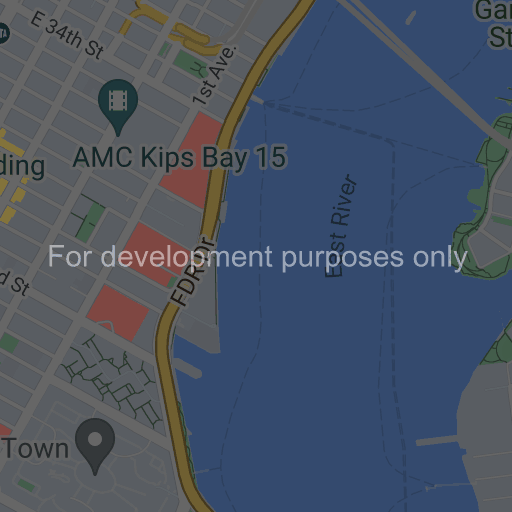 Gar
St
E 34th St
1st Ave.
AMC Kips Bay 15
ding
East River
For development purposes only
FDR Dr
d St
Town